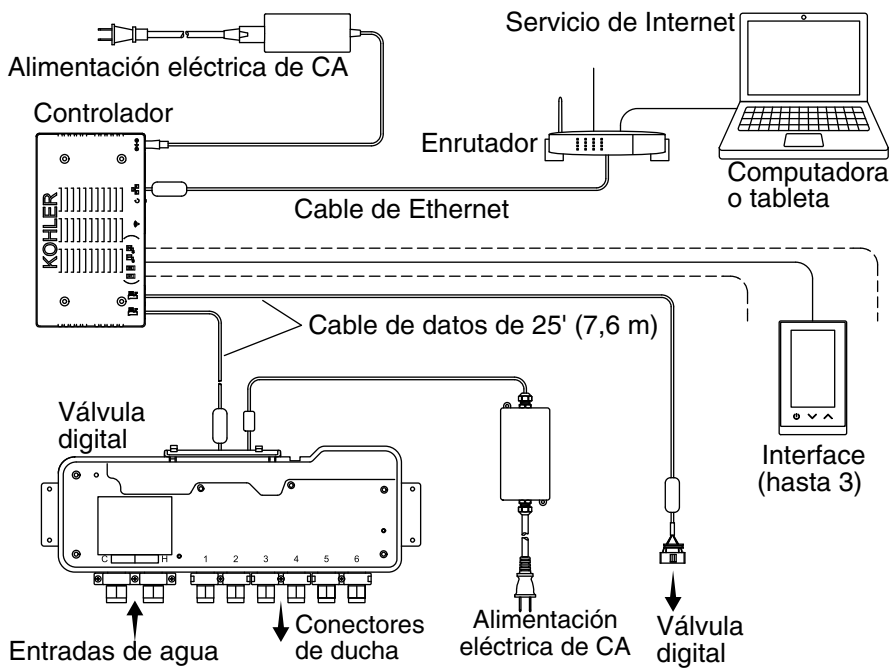 Servicio de Internet
Alimentación eléctrica de CA
Controlador
Enrutador
Computadora
o tableta
KOHLER
Cable de Ethernet
Cable de datos de 25' (7,6 m)
Válvula
digital
Interface
(hasta 3)
C H 1 2 3 4 5 6
Entradas de agua
Conectores
de ducha
Alimentación
eléctrica de CA
Válvula
digital